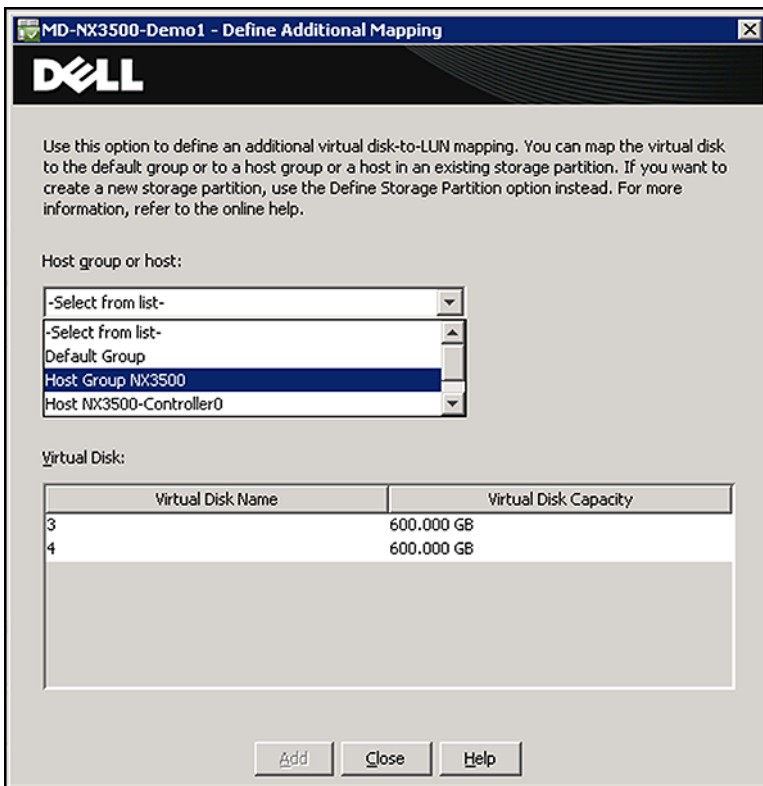 MD-NX3500-Demo1 - Define Additional Mapping
DELL
Use this option to define an additional virtual disk-to-LUN mapping. You can map the virtual disk
to the default group or to a host group or a host in an existing storage partition. If you want to
create a new storage partition, use the Define Storage Partition option instead. For more
information, refer to the online help.
Host group or host:
-Select from list-
-Select from list-
Default Group
Host Group NX3500
Host NX3500-Controller0
Virtual Disk:
Virtual Disk Name Virtual Disk Capacity
3 600.000 GB
4 600.000 GB
Add Close Help